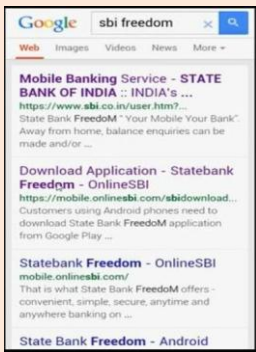 Google sbi freedom
Web Images Videos News More
Mobile Banking Service - STATE
BANK OF INDIA :: INDIA's ...
https://www.sbi.co.in/user.htm?...
State Bank FreedoM " Your Mobile Your Bank".
Away from home, balance enquiries can be
made and/or ...
Download Application - Statebank
Freedom - OnlineSBI
https://mobile.onlinesbi.com/sbidownload...
Customers using Android phones need to
download State Bank FreedoM application
from Google Play ...
Statebank Freedom - OnlineSBI
mobile.onlinesbi.com/
That is what State Bank FreedoM offers -
convenient, simple, secure, anytime and
anywhere banking on ...
State Bank Freedom - Android